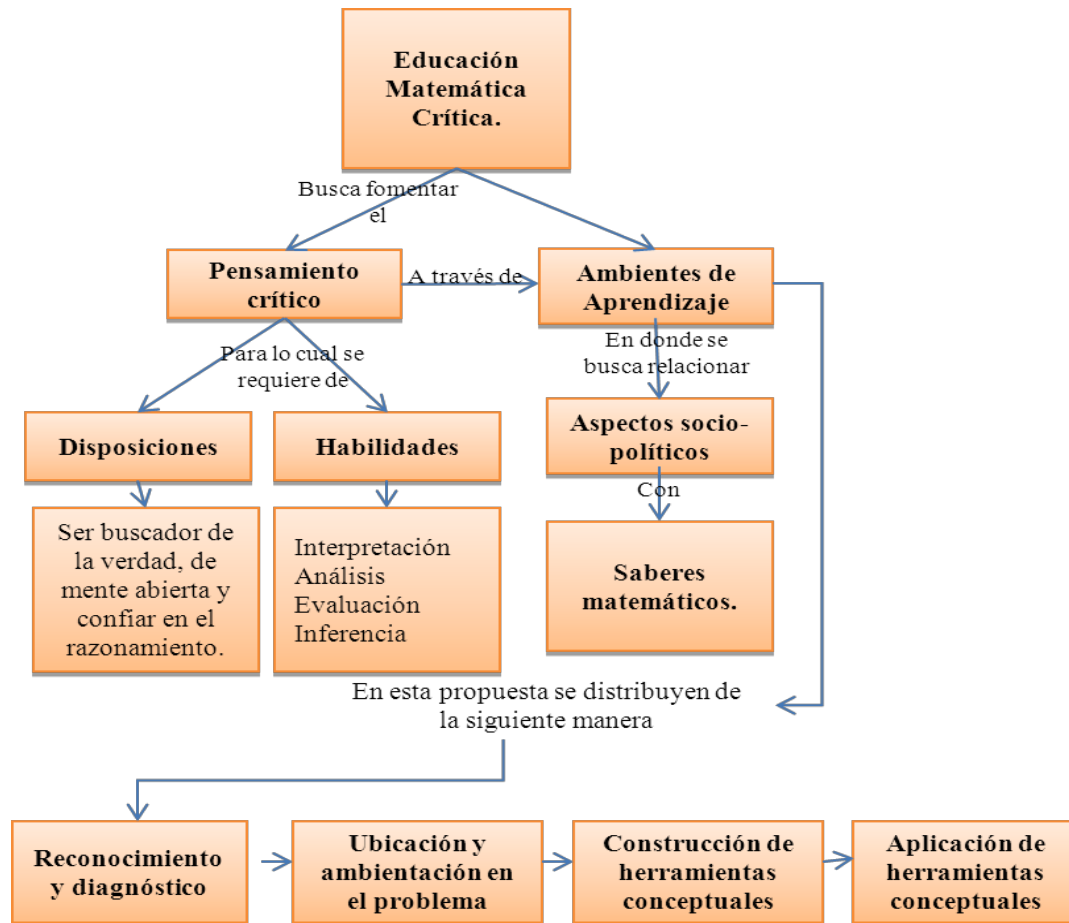 Educación
Matemática
Crítica.
Busca fomentar
el
Pensamiento
crítico
A través de
Ambientes de
Aprendizaje
Para lo cual se
requiere de
En donde se
busca relacionar
Disposiciones
Habilidades
Aspectos socio-
políticos
Con
Ser buscador de
la verdad, de
mente abierta y
confiar en el
razonamiento.
Interpretación
Análisis
Evaluación
Inferencia
Saberes
matemáticos.
En esta propuesta se distribuyen de
la siguiente manera
Reconocimiento
y diagnóstico
Ubicación y
ambientación en
el problema
Construcción de
herramientas
conceptuales
Aplicación de
herramientas
conceptuales